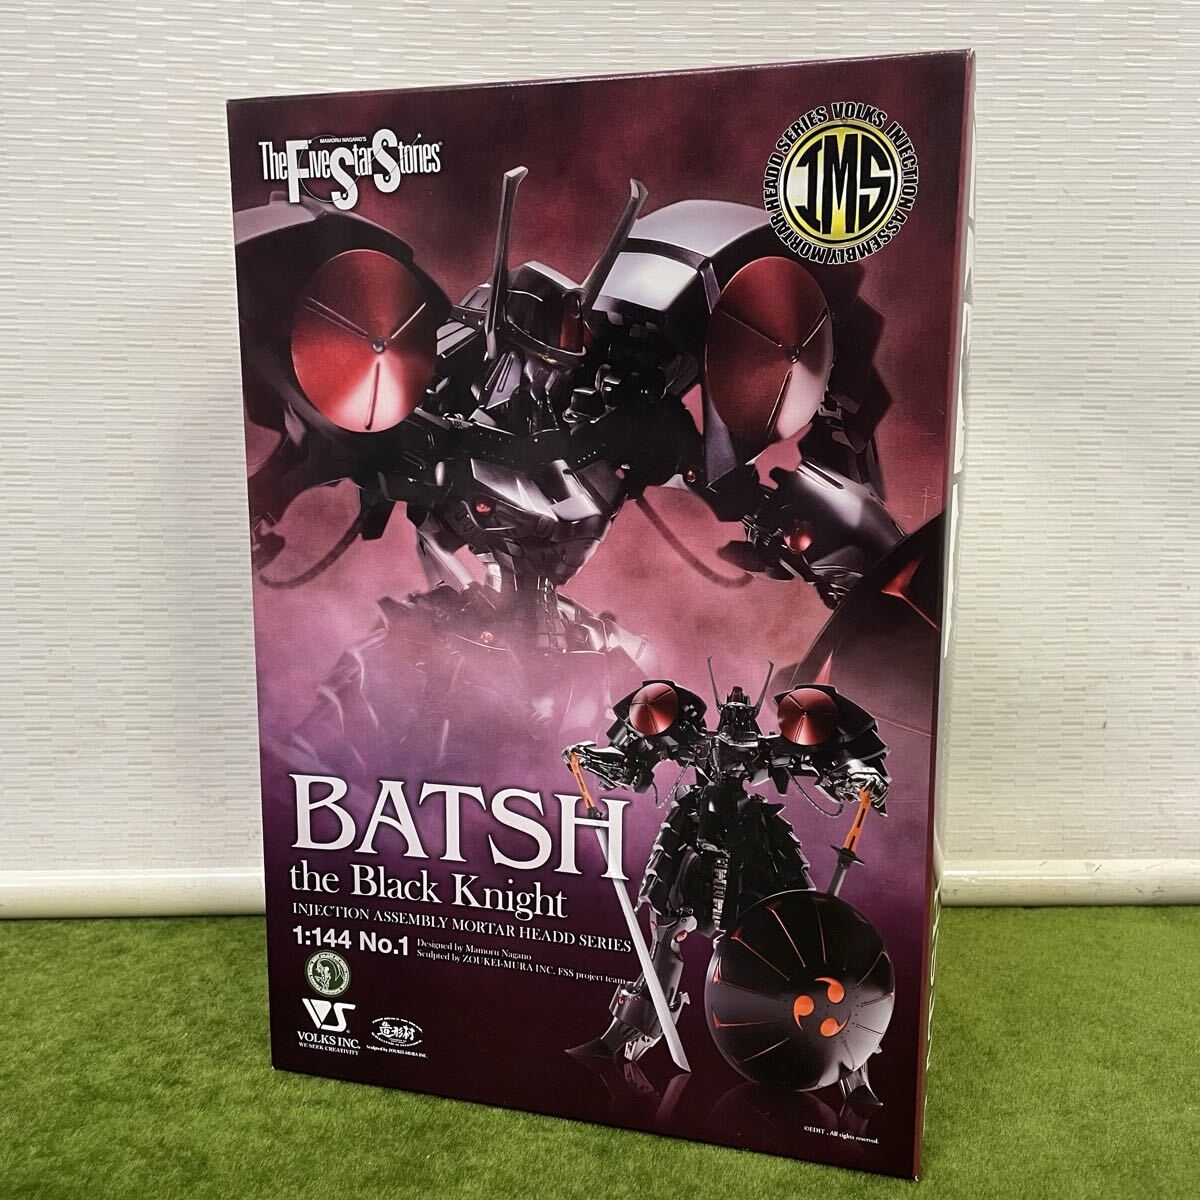 MAMORU NAGANO'S
The Five Star Stories
VOLKS INJECTION ASSEMBLY MORTAR HEADD SERIES
IMS
BATSH
the Black Knight
INJECTION ASSEMBLY MORTAR HEADD SERIES
1:144 No.1
Designed by Mamoru Nagano
Sculpted by ZOUKEI-MURA INC. FSS project team
VS
VOLKS INC.
WE SEEK CREATIVITY
造形村
Sculpted by ZOUKEI-MURA INC.
©EDIT, All rights reserved.